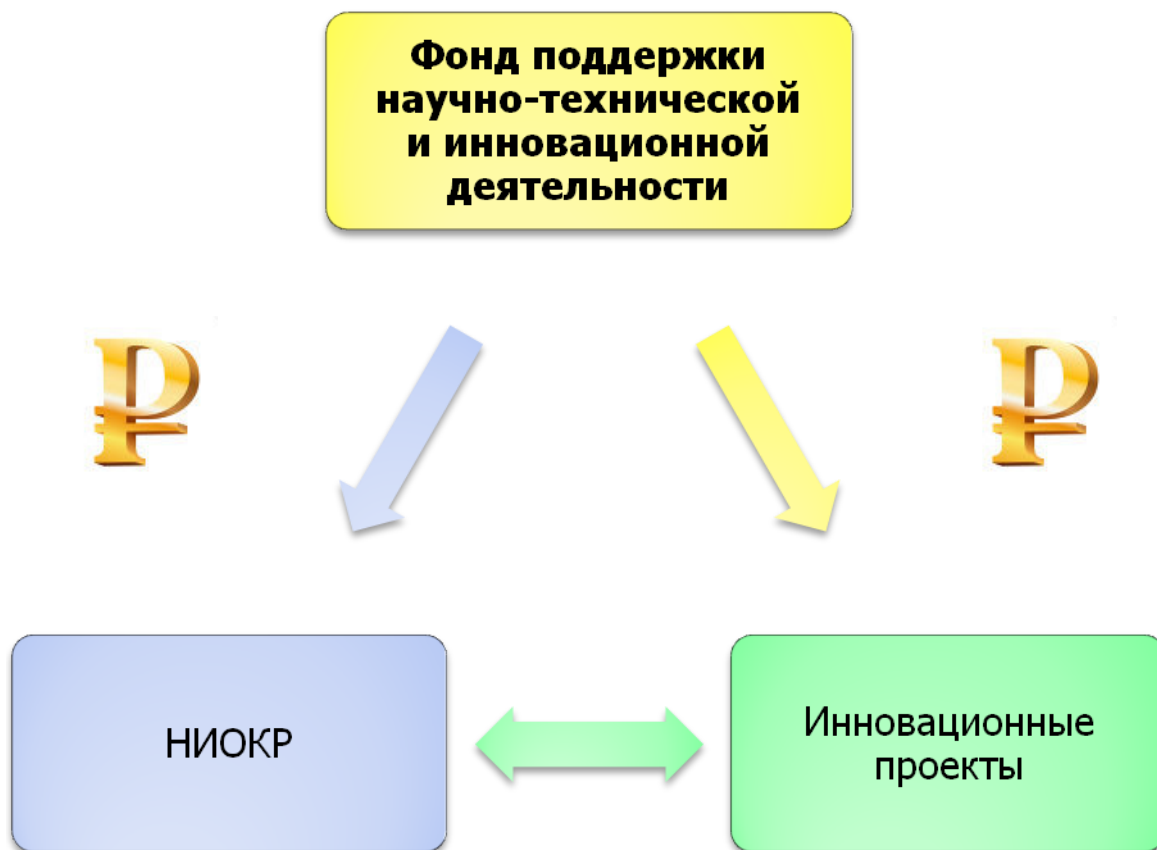 Фонд поддержки
научно-технической
и инновационной
деятельности
НИОКР
Инновационные
проекты